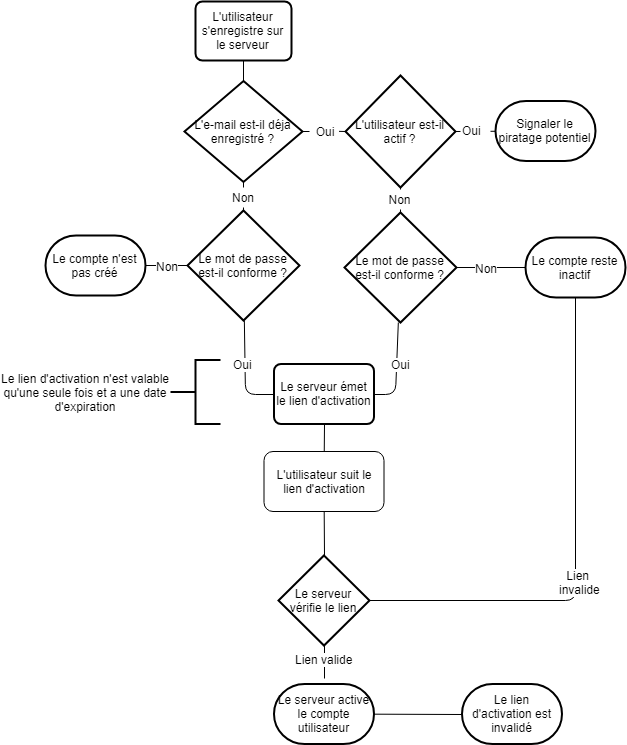 L'utilisateur
s'enregistre sur
le serveur
L'e-mail est-il déjà
enregistré ?
Oui
L'utilisateur est-il
actif ?
Oui
Signaler le
piratage potentiel
Non
Non
Le compte n'est
pas créé
Non
Le mot de passe
est-il conforme ?
Le mot de passe
est-il conforme ?
Non
Le compte reste
inactif
Oui
Oui
Le lien d'activation n'est valable
qu'une seule fois et a une date
d'expiration
Le serveur émet
le lien d'activation
L'utilisateur suit le
lien d'activation
Le serveur
vérifie le lien
Lien
invalide
Lien valide
Le serveur active
le compte
utilisateur
Le lien
d'activation est
invalidé